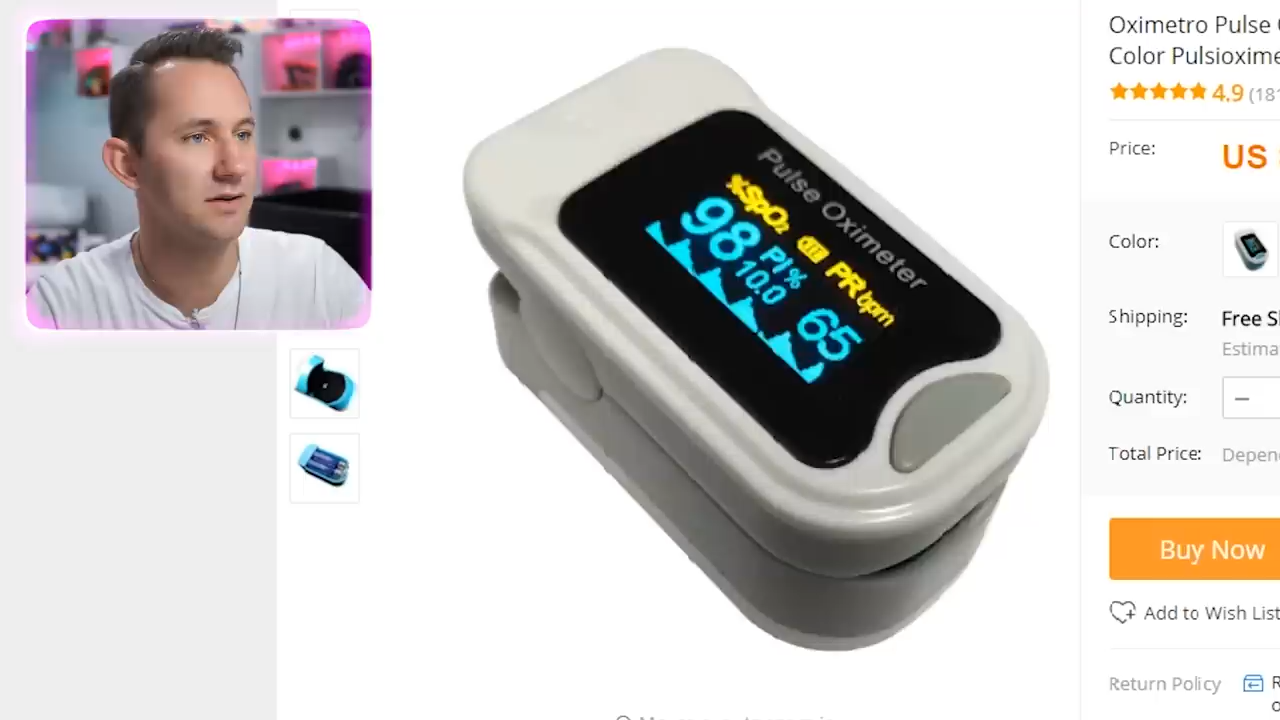 Oximetro Pulse
Color Pulsioxime
4.9 (181
Price:
US
Color:
Shipping:
Free S
Estima
Quantity:
Total Price:
Depen
Buy Now
Add to Wish List
Return Policy
Pulse Oximeter
%SpO₂
PR bpm
98
PI %
10.0
65